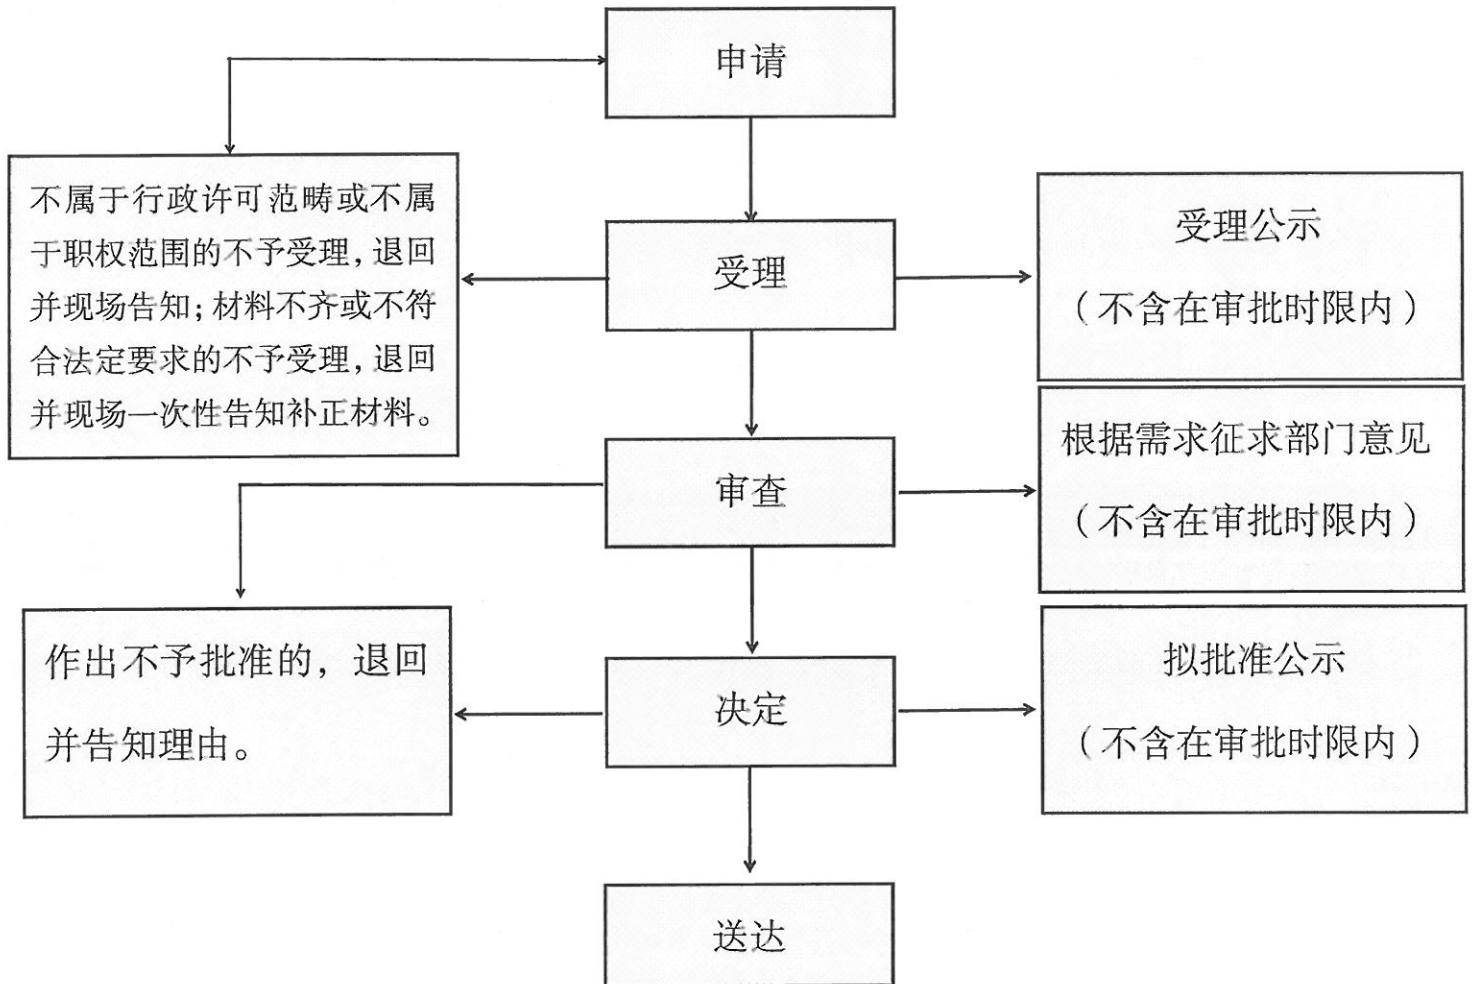 申请
不属于行政许可范畴或不属
于职权范围的不予受理，退回
并现场告知；材料不齐或不符
合法定要求的不予受理，退回
并现场一次性告知补正材料。
受理
受理公示
（不含在审批时限内）
审查
根据需求征求部门意见
（不含在审批时限内）
作出不予批准的，退回
并告知理由。
决定
拟批准公示
（不含在审批时限内）
送达